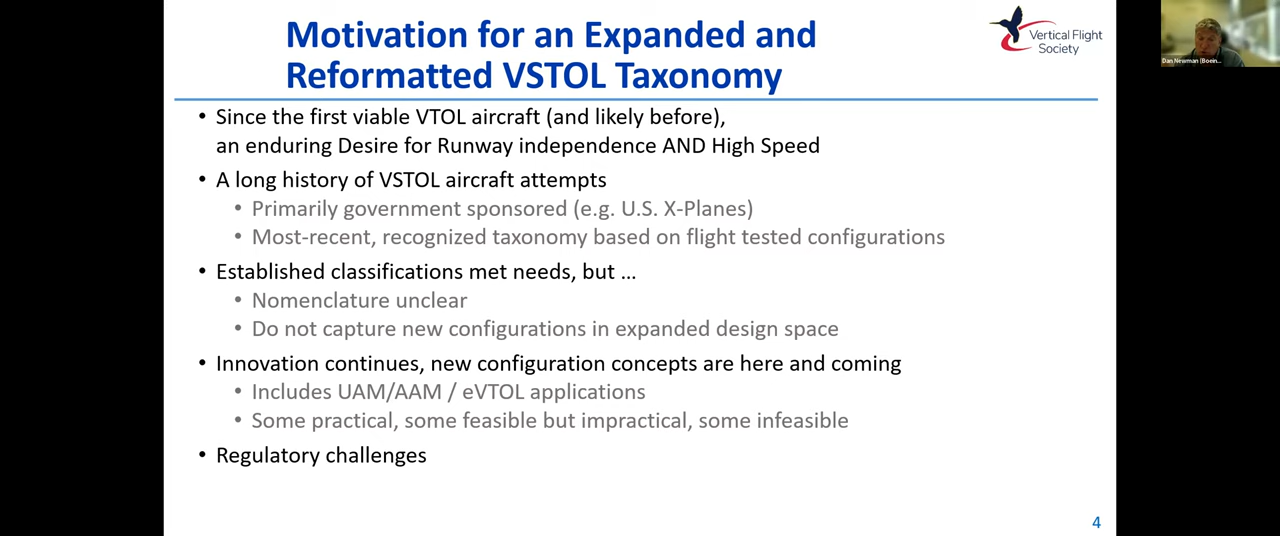 Motivation for an Expanded and
Reformatted VSTOL Taxonomy
Vertical Flight
Society
Dan Newman (Boein...
• Since the first viable VTOL aircraft (and likely before),
an enduring Desire for Runway independence AND High Speed
• A long history of VSTOL aircraft attempts
• Primarily government sponsored (e.g. U.S. X-Planes)
• Most-recent, recognized taxonomy based on flight tested configurations
• Established classifications met needs, but ...
• Nomenclature unclear
• Do not capture new configurations in expanded design space
• Innovation continues, new configuration concepts are here and coming
• Includes UAM/AAM / eVTOL applications
• Some practical, some feasible but impractical, some infeasible
• Regulatory challenges
4